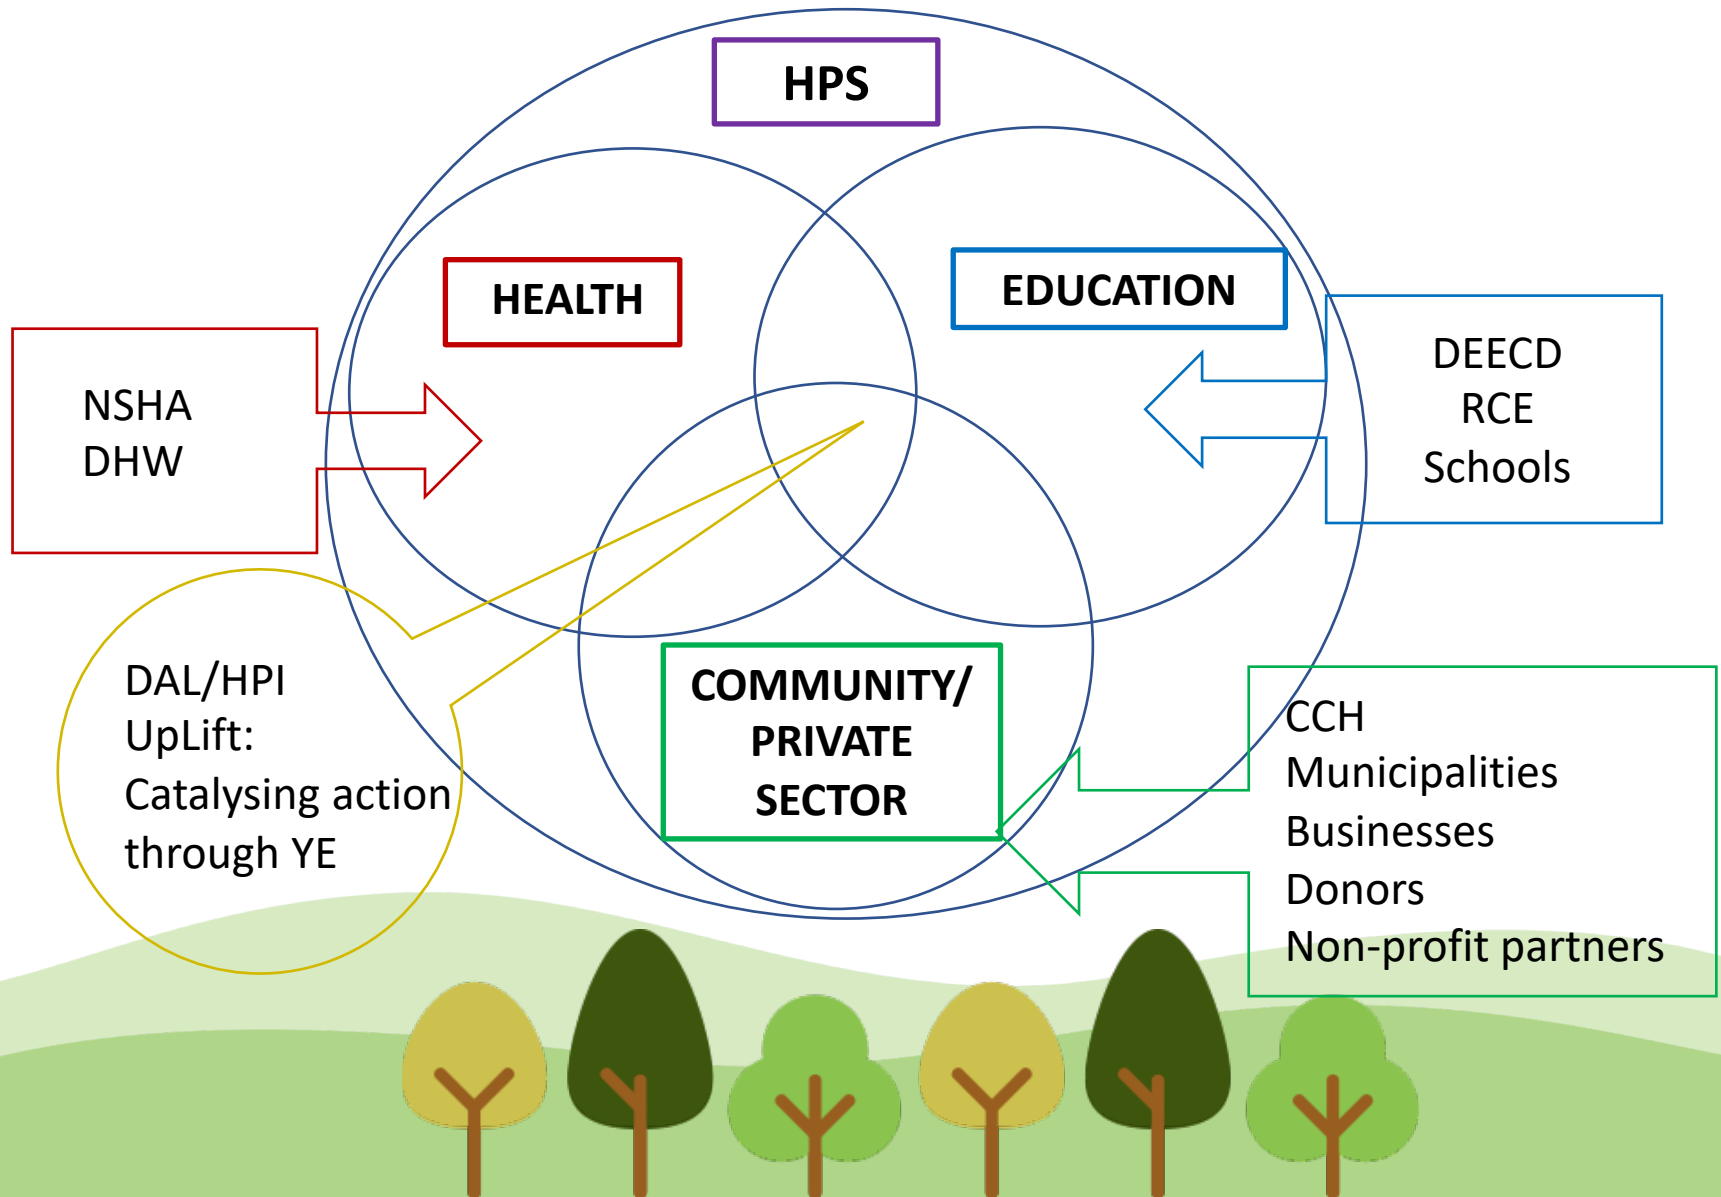 HPS
HEALTH
EDUCATION
NSHA
DHW
DEECD
RCE
Schools
DAL/HPI
UpLift:
Catalysing action
through YE
COMMUNITY/
PRIVATE
SECTOR
CCH
Municipalities
Businesses
Donors
Non-profit partners